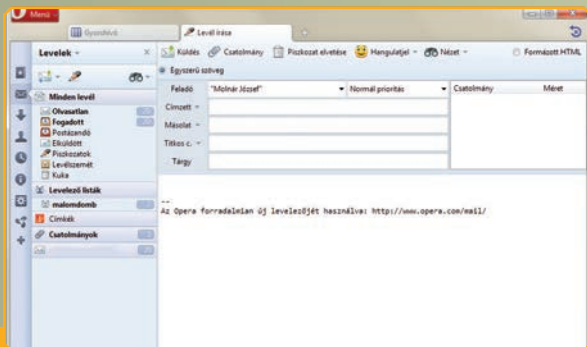 Menü
Gyorshívó
Levél írása
Levelek
Küldés
Csatolmány
Piszkozat elvetése
Hangulatjel
Nézet
Formázott HTML
Egyszerű szöveg
Minden levél
Olvasatlan
Fogadott
Postázandó
Elküldött
Piszkozatok
Levélszemét
Kuka
Levelező listák
malomdomb
Címkék
Csatolmányok
Feladó
"Molnár József"
Normál prioritás
Csatolmány
Méret
Címzett
Másolat
Titkos c.
Tárgy
--
Az Opera forradalmian új levelezőjét használva: http://www.opera.com/mail/